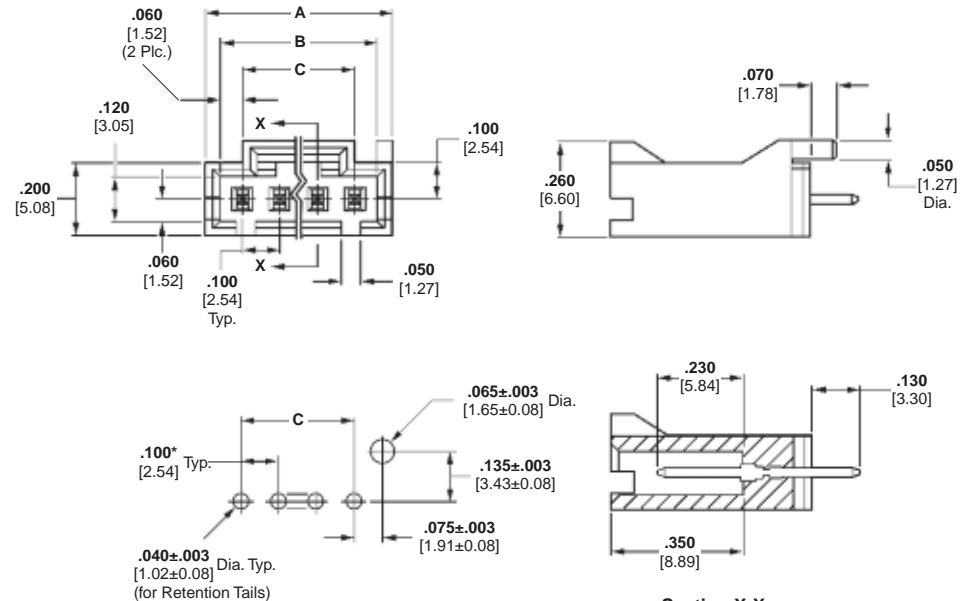 A
.060
[1.52]
(2 Plc.)
B
C
.120
[3.05]
X
.100
[2.54]
.200
[5.08]
.060
[1.52]
X
.100
[2.54]
Typ.
.050
[1.27]
.070
[1.78]
.260
[6.60]
.050
[1.27]
Dia.
C
.065±.003 Dia.
[1.65±0.08]
.100* Typ.
[2.54]
.135±.003
[3.43±0.08]
.075±.003
[1.91±0.08]
.040±.003 Dia. Typ.
[1.02±0.08]
(for Retention Tails)
.230
[5.84]
.130
[3.30]
.350
[8.89]
Section X-X